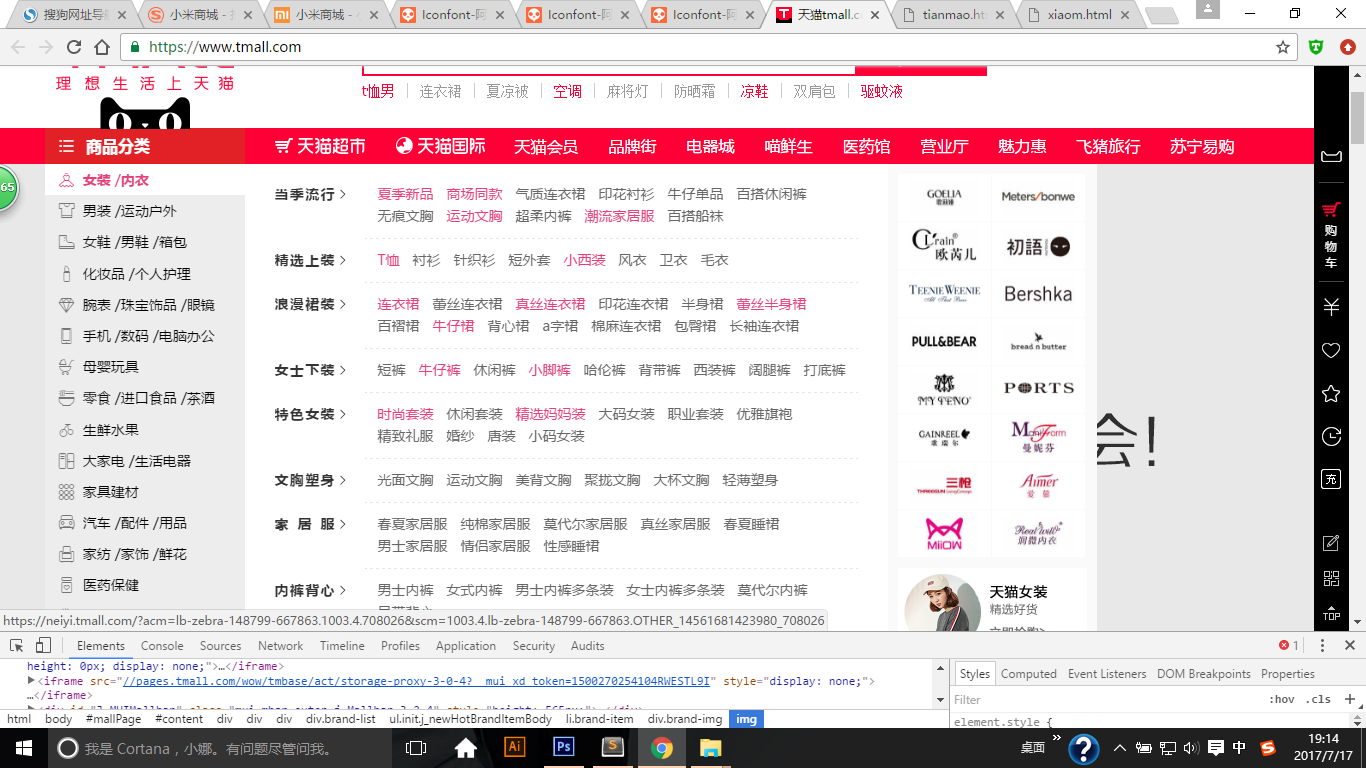 搜狗网址导航
小米商城 -
小米商城 -
Iconfont-阿
Iconfont-阿
Iconfont-阿
天猫tmall.c
tianmao.ht
xiaom.html
https://www.tmall.com
理想生活上天猫
t恤男 连衣裙 夏凉被 空调 麻将灯 防晒霜 凉鞋 双肩包 驱蚊液
商品分类 天猫超市 天猫国际 天猫会员 品牌街 电器城 喵鲜生 医药馆 营业厅 魅力惠 飞猪旅行 苏宁易购
65
女装 /内衣
男装 /运动户外
女鞋 /男鞋 /箱包
化妆品 /个人护理
腕表 /珠宝饰品 /眼镜
手机 /数码 /电脑办公
母婴玩具
零食 /进口食品 /茶酒
生鲜水果
大家电 /生活电器
家具建材
汽车 /配件 /用品
家纺 /家饰 /鲜花
医药保健
当季流行 > 夏季新品 商场同款 气质连衣裙 印花衬衫 牛仔单品 百搭休闲裤
无痕文胸 运动文胸 超柔内裤 潮流家居服 百搭船袜
精选上装 > T恤 衬衫 针织衫 短外套 小西装 风衣 卫衣 毛衣
浪漫裙装 > 连衣裙 蕾丝连衣裙 真丝连衣裙 印花连衣裙 半身裙 蕾丝半身裙
百褶裙 牛仔裙 背心裙 a字裙 棉麻连衣裙 包臀裙 长袖连衣裙
女士下装 > 短裤 牛仔裤 休闲裤 小脚裤 哈伦裤 背带裤 西装裤 阔腿裤 打底裤
特色女装 > 时尚套装 休闲套装 精选妈妈装 大码女装 职业套装 优雅旗袍
精致礼服 婚纱 唐装 小码女装
文胸塑身 > 光面文胸 运动文胸 美背文胸 聚拢文胸 大杯文胸 轻薄塑身
家居服 > 春夏家居服 纯棉家居服 莫代尔家居服 真丝家居服 春夏睡裙
男士家居服 情侣家居服 性感睡裙
内裤背心 > 男士内裤 女式内裤 男士内裤多条装 女士内裤多条装 莫代尔内裤
GOELIA
Meters/bonwe
欧芮儿
初語
TEENIE WEENIE
Bershka
PULL&BEAR
bread n butter
MY TENO
PORTS
GAINREEL
歌瑞尔
ManiForm
曼妮芬
三枪
THREEGUN
Aimer
爱慕
MiiOW
润微内衣
天猫女装
精选好货
立即抢购>
会!
购物车
充
TOP
https://neiyi.tmall.com/?acm=lb-zebra-148799-667863.1003.4.708026&scm=1003.4.lb-zebra-148799-667863.OTHER_14561681423980_708026
Elements Console Sources Network Timeline Profiles Application Security Audits 1
height: 0px; display: none;">…</iframe>
<iframe src="//pages.tmall.com/wow/tmbase/act/storage-proxy-3-0-4?__mui_xd_token=1500270254104RWESTL9I" style="display: none;">
…</iframe>
html body #mallPage #content div div div div.brand-list ul.init.j_newHotBrandItemBody li.brand-item div.brand-img img
Styles Computed Event Listeners DOM Breakpoints Properties
Filter :hov .cls +
element.style {
我是 Cortana，小娜。有问题尽管问我。
Ai
Ps
桌面
中
19:14
2017/7/17